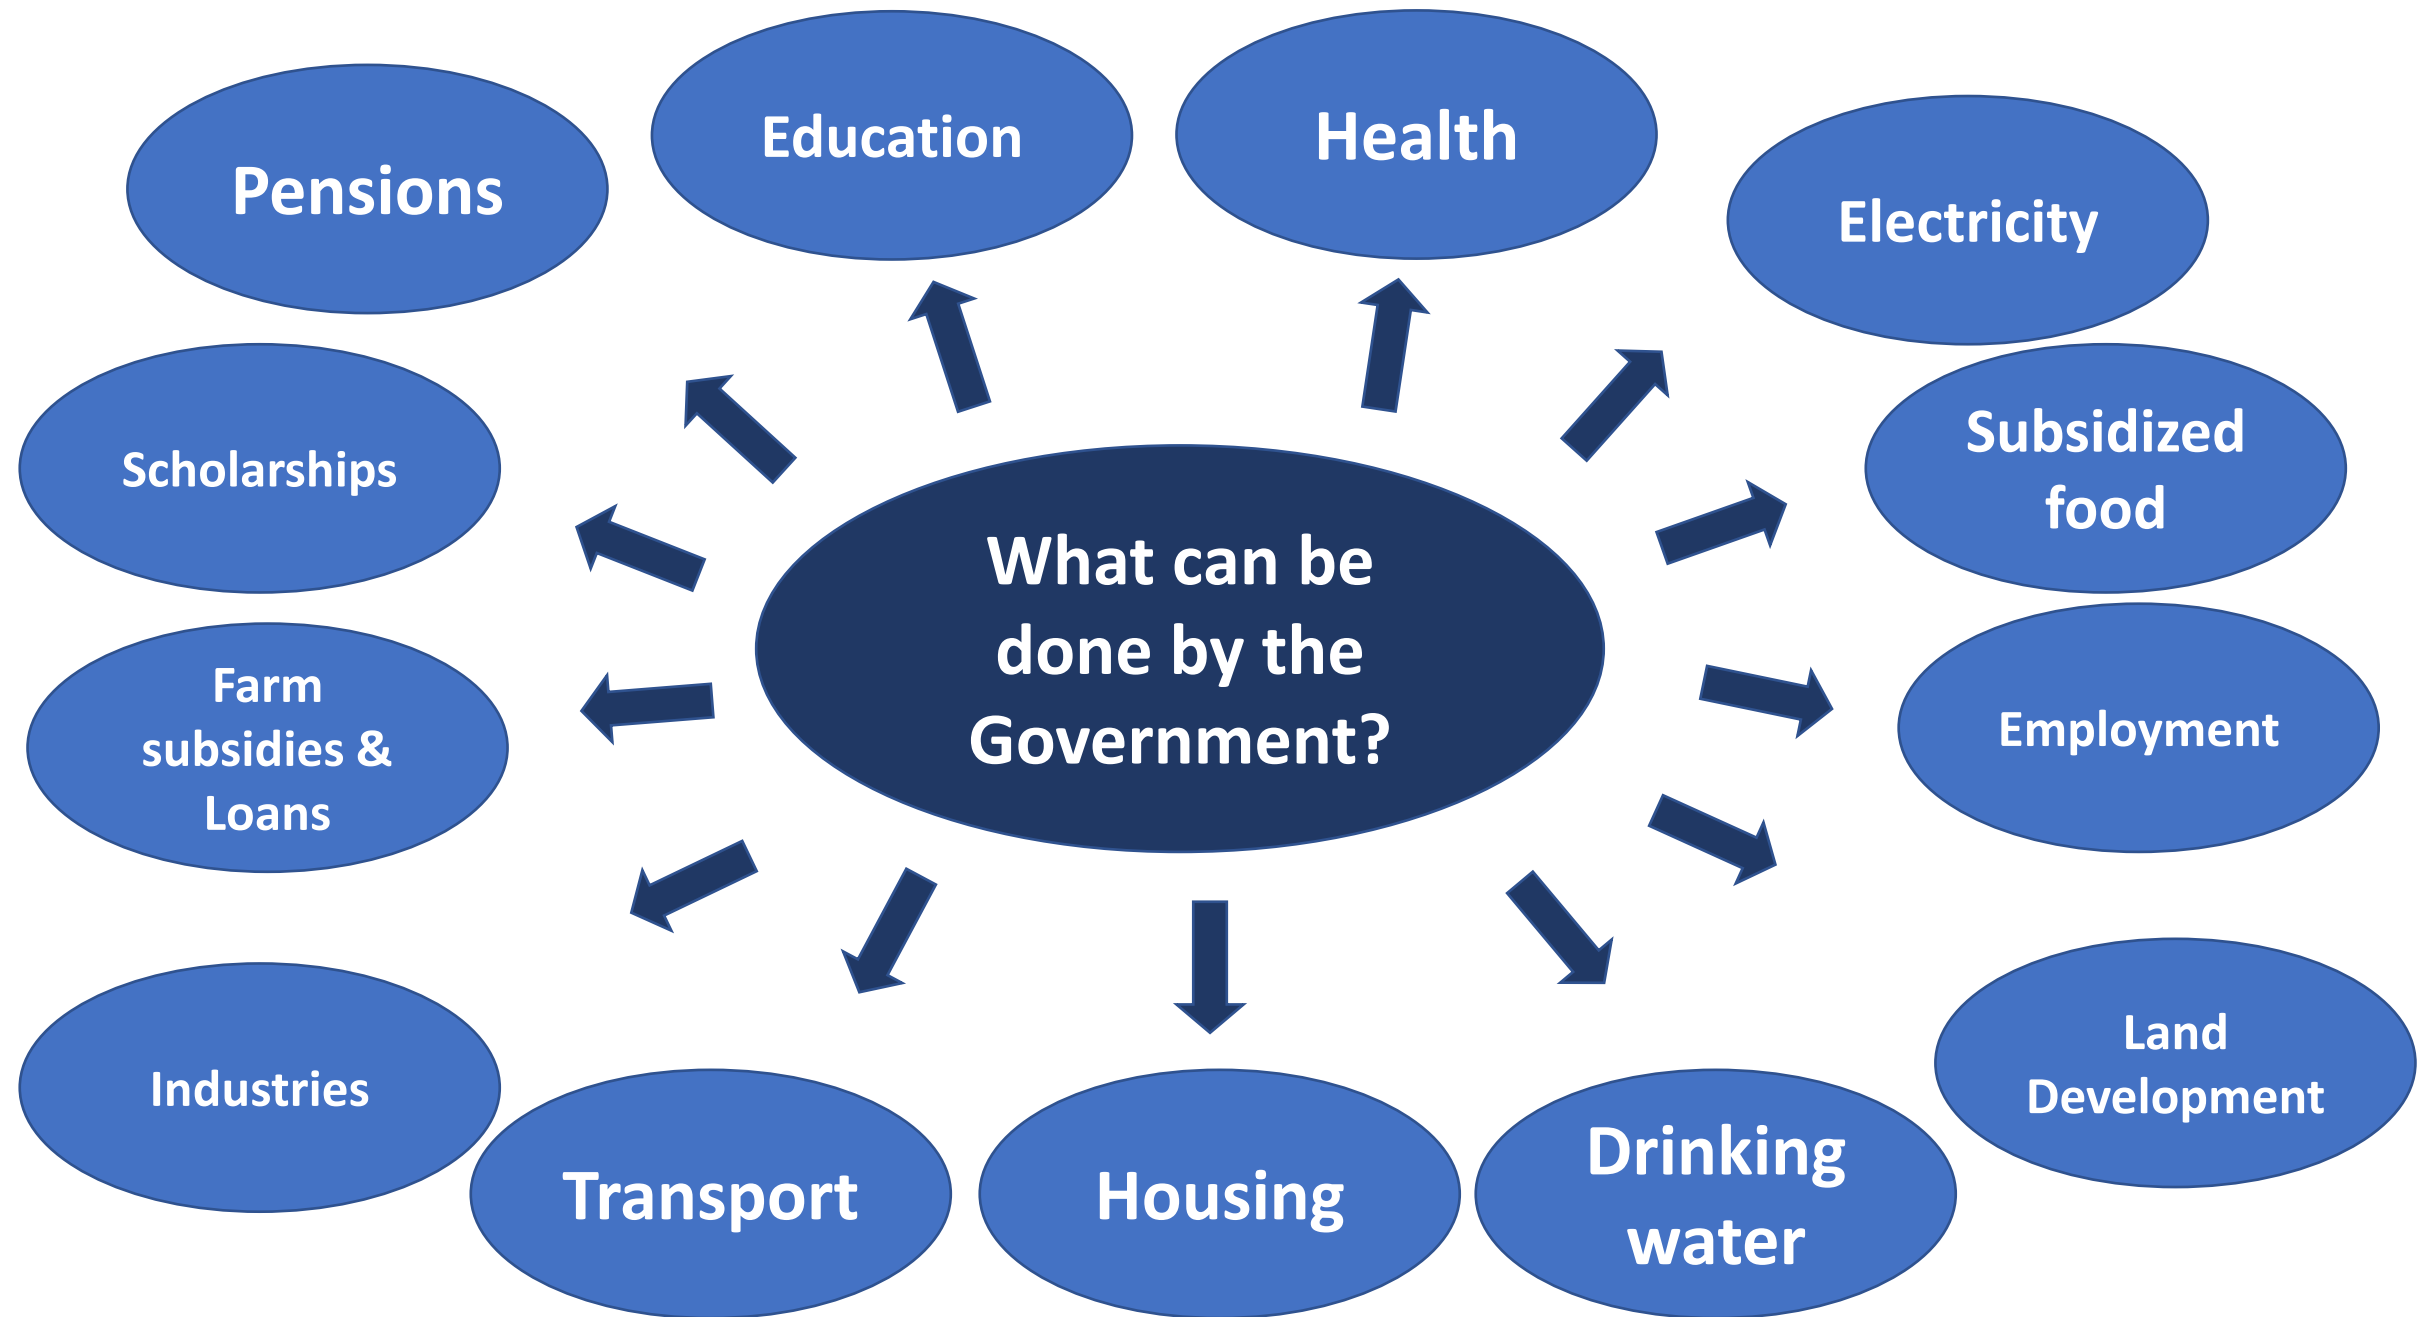 Pensions
Education
Health
Electricity
Scholarships
Subsidized
food
What can be
done by the
Government?
Farm
subsidies &
Loans
Employment
Industries
Transport
Housing
Drinking
water
Land
Development